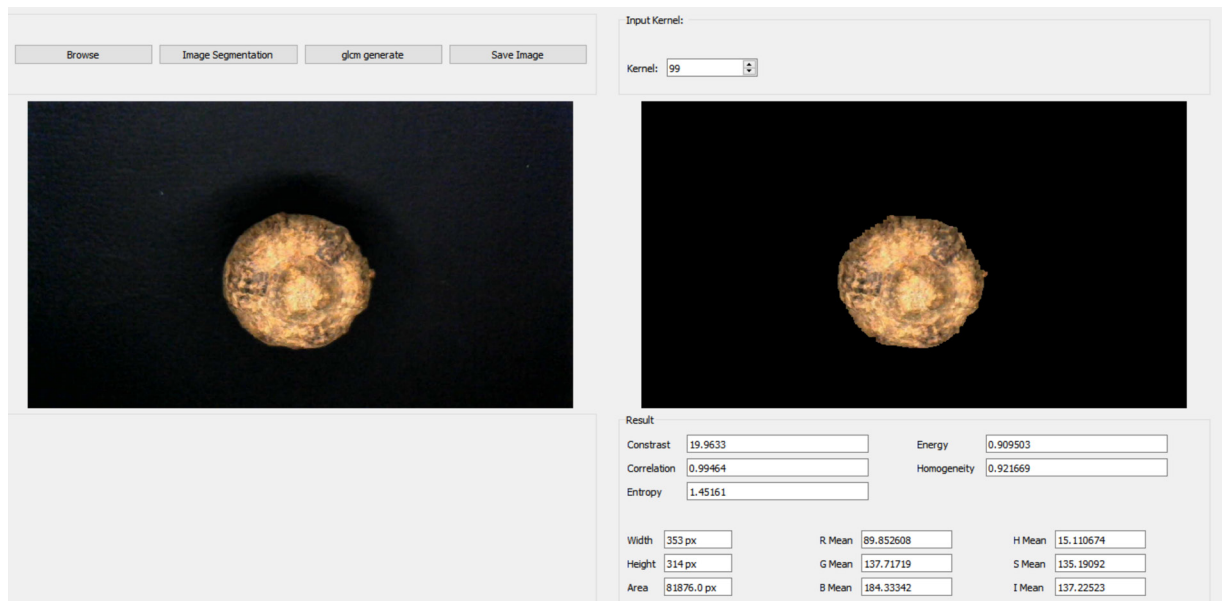 Input Kernel:
Browse Image Segmentation glcm generate Save Image
Kernel: 99
Result
Constrast 19.9633 Energy 0.909503
Correlation 0.99464 Homogeneity 0.921669
Entropy 1.45161
Width 353 px R Mean 89.852608 H Mean 15.110674
Height 314 px G Mean 137.71719 S Mean 135.19092
Area 81876.0 px B Mean 184.33342 I Mean 137.22523